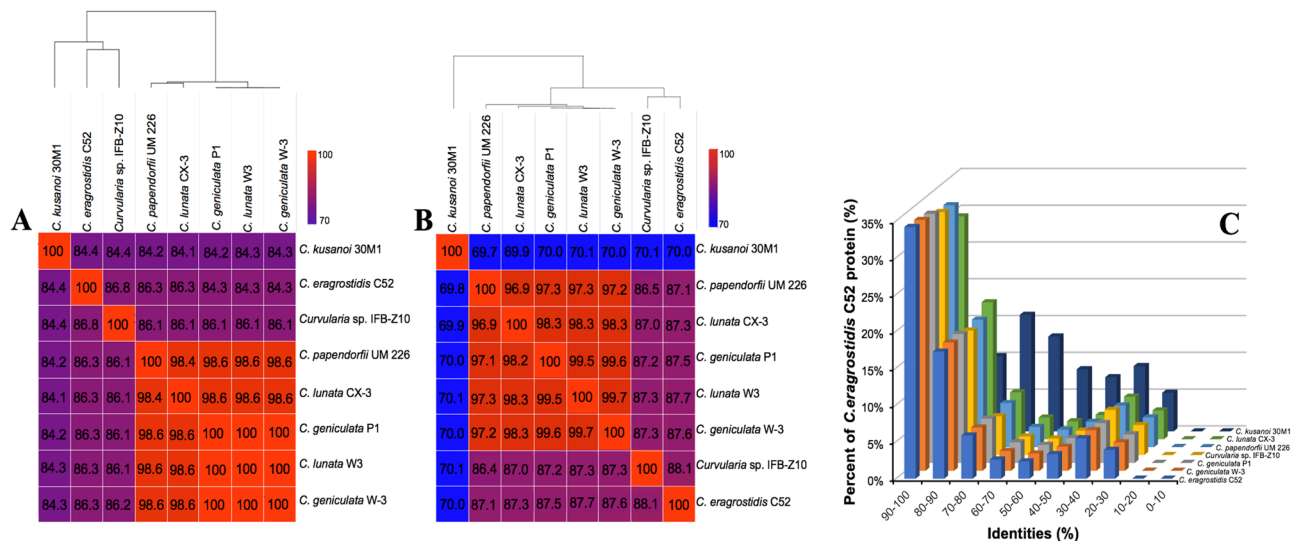 A
C. kusanoi 30M1
C. eragrostidis C52
Curvularia sp. IFB-Z10
C. papendorfii UM 226
C. lunata CX-3
C. geniculata P1
C. lunata W3
C. geniculata W-3
100
70
100 84.4 84.4 84.2 84.1 84.2 84.3 84.3 C. kusanoi 30M1
84.4 100 86.8 86.3 86.3 84.3 84.3 84.3 C. eragrostidis C52
84.4 86.8 100 86.1 86.1 86.1 86.1 86.1 Curvularia sp. IFB-Z10
84.2 86.3 86.1 100 98.4 98.6 98.6 98.6 C. papendorfii UM 226
84.1 86.3 86.1 98.4 100 98.6 98.6 98.6 C. lunata CX-3
84.2 86.3 86.1 98.6 98.6 100 100 100 C. geniculata P1
84.3 86.3 86.1 98.6 98.6 100 100 100 C. lunata W3
84.3 86.3 86.2 98.6 98.6 100 100 100 C. geniculata W-3
B
C. kusanoi 30M1
C. papendorfii UM 226
C. lunata CX-3
C. geniculata P1
C. lunata W3
C. geniculata W-3
Curvularia sp. IFB-Z10
C. eragrostidis C52
100
70
100 69.7 69.9 70.0 70.1 70.0 70.1 70.0 C. kusanoi 30M1
69.8 100 96.9 97.3 97.3 97.2 86.5 87.1 C. papendorfii UM 226
69.9 96.9 100 98.3 98.3 98.3 87.0 87.3 C. lunata CX-3
70.0 97.1 98.2 100 99.5 99.6 87.2 87.5 C. geniculata P1
70.1 97.3 98.3 99.5 100 99.7 87.3 87.7 C. lunata W3
70.0 97.2 98.3 99.6 99.7 100 87.3 87.6 C. geniculata W-3
70.1 86.4 87.0 87.2 87.3 87.3 100 88.1 Curvularia sp. IFB-Z10
70.0 87.1 87.3 87.5 87.7 87.6 88.1 100 C. eragrostidis C52
C
Percent of C.eragrostidis C52 protein (%)
35%
30%
25%
20%
15%
10%
5%
0%
90-100
80-90
70-80
60-70
50-60
40-50
30-40
20-30
10-20
0-10
Identities (%)
C. kusanoi 30M1
C. lunata CX-3
C. papendorfii UM 226
Curvularia sp. IFB-Z10
C. geniculata P1
C. geniculata W-3
C. eragrostidis C52